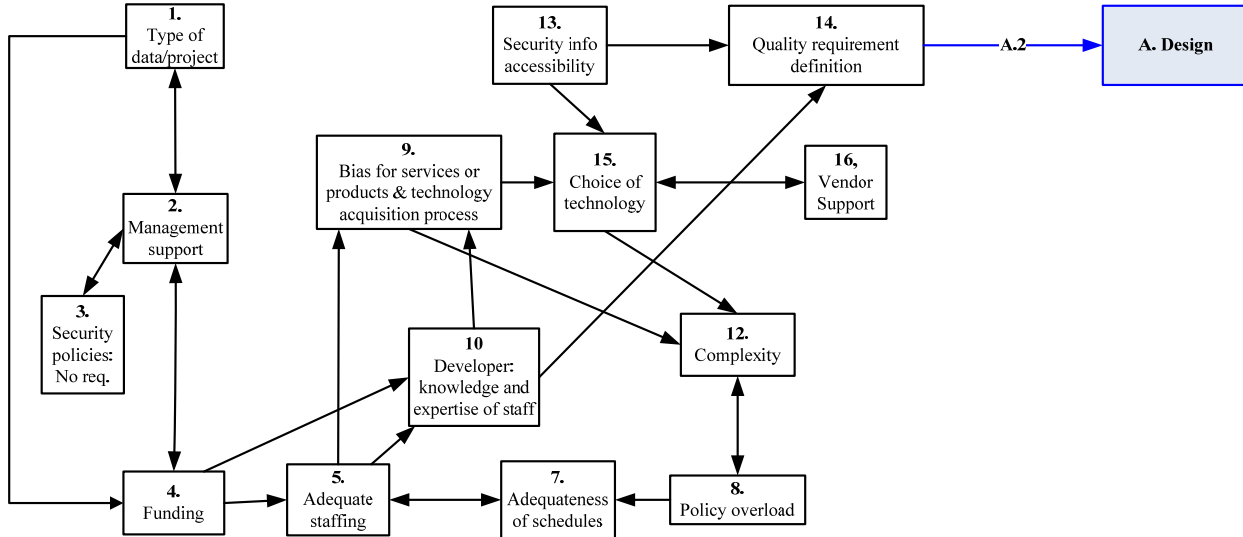 1.
Type of
data/project
13.
Security info
accessibility
14.
Quality requirement
definition
A.2
A. Design
9.
Bias for services or
products & technology
acquisition process
15.
Choice of
technology
16,
Vendor
Support
2.
Management
support
3.
Security
policies:
No req.
10
Developer:
knowledge and
expertise of staff
12.
Complexity
4.
Funding
5.
Adequate
staffing
7.
Adequateness
of schedules
8.
Policy overload